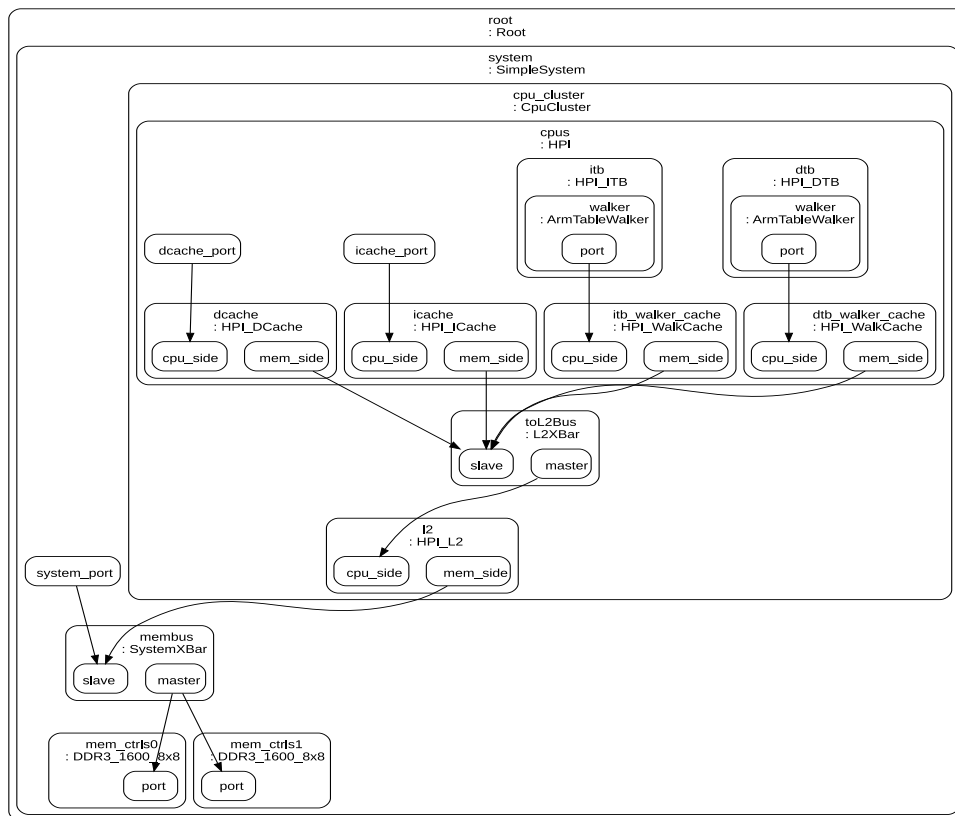 root
: Root
system
: SimpleSystem
cpu_cluster
: CpuCluster
cpus
: HPI
itb
: HPI_ITB
walker
: ArmTableWalker
port
dtb
: HPI_DTB
walker
: ArmTableWalker
port
dcache_port
icache_port
dcache
: HPI_DCache
cpu_side
mem_side
icache
: HPI_ICache
cpu_side
mem_side
itb_walker_cache
: HPI_WalkCache
cpu_side
mem_side
dtb_walker_cache
: HPI_WalkCache
cpu_side
mem_side
toL2Bus
: L2XBar
slave
master
l2
: HPI_L2
cpu_side
mem_side
system_port
membus
: SystemXBar
slave
master
mem_ctrls0
: DDR3_1600_8x8
port
mem_ctrls1
: DDR3_1600_8x8
port